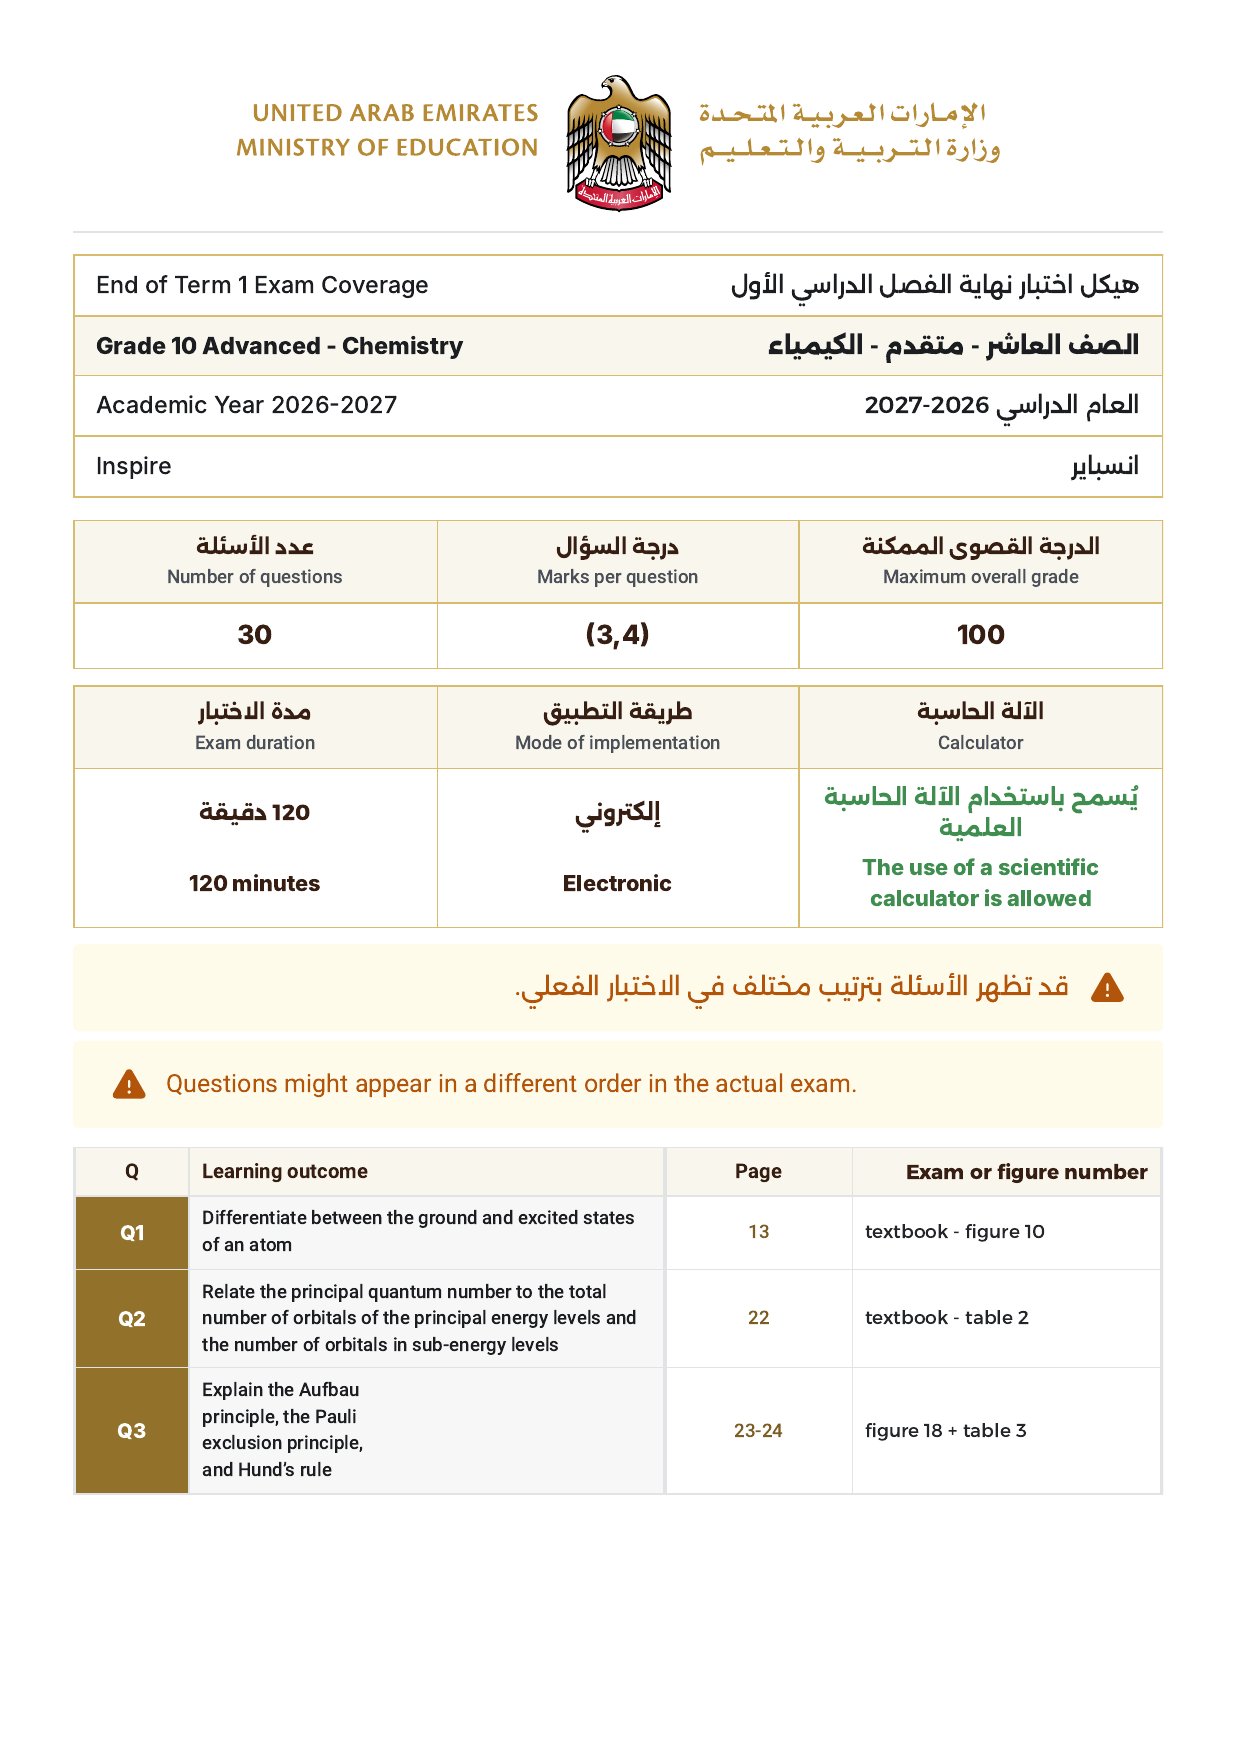 UNITED ARAB EMIRATES
MINISTRY OF EDUCATION
الإمارات العربية المتحدة
وزارة التربية والتعليم
الإمارات العربية المتحدة
End of Term 1 Exam Coverage
هيكل اختبار نهاية الفصل الدراسي الأول
Grade 10 Advanced - Chemistry
الصف العاشر - متقدم - الكيمياء
Academic Year 2026-2027
العام الدراسي 2026-2027
Inspire
انسباير
عدد الأسئلة
Number of questions
درجة السؤال
Marks per question
الدرجة القصوى الممكنة
Maximum overall grade
30
(3,4)
100
مدة الاختبار
Exam duration
طريقة التطبيق
Mode of implementation
الآلة الحاسبة
Calculator
120 دقيقة
120 minutes
إلكتروني
Electronic
يُسمح باستخدام الآلة الحاسبة
العلمية
The use of a scientific
calculator is allowed
قد تظهر الأسئلة بترتيب مختلف في الاختبار الفعلي.
Questions might appear in a different order in the actual exam.
Q
Learning outcome
Page
Exam or figure number
Q1
Differentiate between the ground and excited states
of an atom
13
textbook - figure 10
Q2
Relate the principal quantum number to the total
number of orbitals of the principal energy levels and
the number of orbitals in sub-energy levels
22
textbook - table 2
Q3
Explain the Aufbau
principle, the Pauli
exclusion principle,
and Hund's rule
23-24
figure 18 + table 3